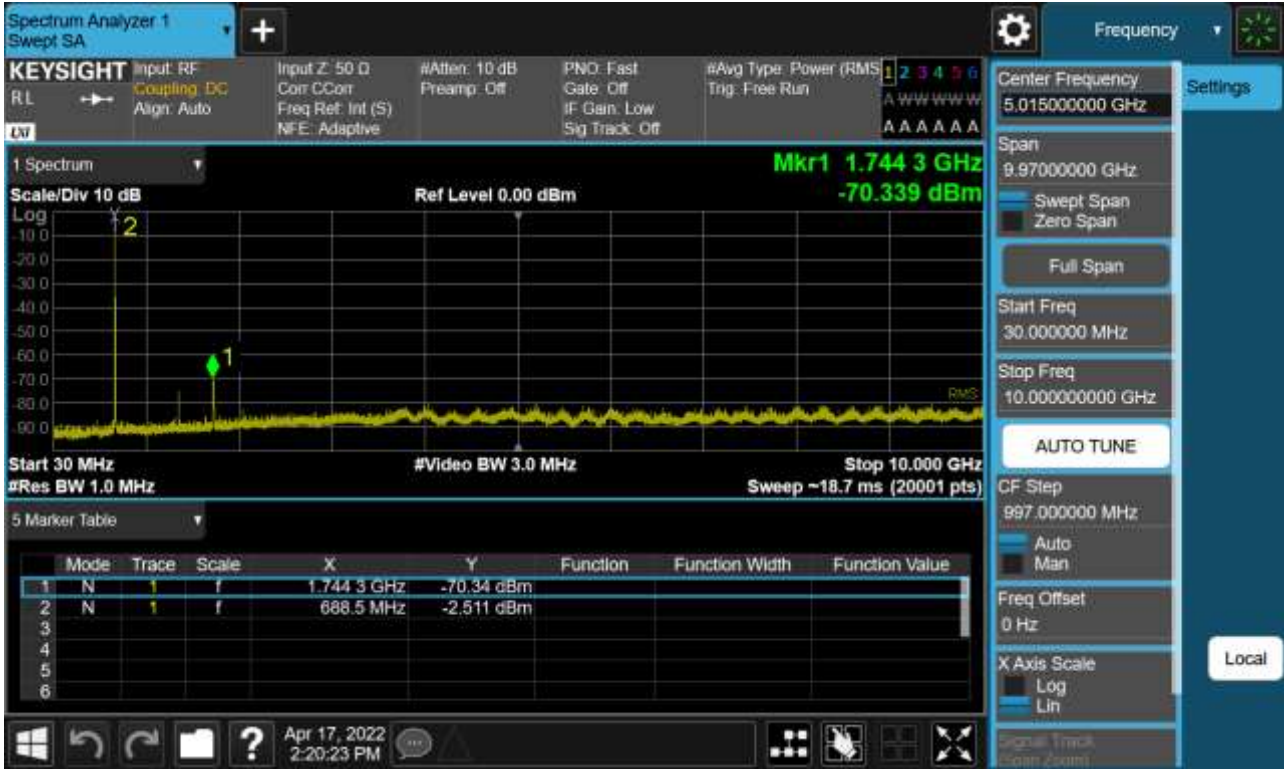 Spectrum Analyzer 1
Swept SA
+
Frequency
KEYSIGHT
RL
LXI
Input: RF
Coupling: DC
Align: Auto
Input Z: 50 Ω
Corr CCorr
Freq Ref: Int (S)
NFE: Adaptive
#Atten: 10 dB
Preamp: Off
PNO: Fast
Gate: Off
IF Gain: Low
Sig Track: Off
#Avg Type: Power (RMS
Trig: Free Run
1 2 3 4 5 6
A W W W W W
A A A A A A
1 Spectrum
Scale/Div 10 dB
Ref Level 0.00 dBm
Mkr1 1.744 3 GHz
-70.339 dBm
Log
-10.0
-20.0
-30.0
-40.0
-50.0
-60.0
-70.0
-80.0
-90.0
2
1
RMS
Start 30 MHz
#Video BW 3.0 MHz
Stop 10.000 GHz
#Res BW 1.0 MHz
Sweep ~18.7 ms (20001 pts)
5 Marker Table
Mode Trace Scale X Y Function Function Width Function Value
1 N 1 f 1.744 3 GHz -70.34 dBm
2 N 1 f 688.5 MHz -2.511 dBm
3
4
5
6
Apr 17, 2022
2:20:23 PM
?
Center Frequency
5.015000000 GHz
Settings
Span
9.97000000 GHz
Swept Span
Zero Span
Full Span
Start Freq
30.000000 MHz
Stop Freq
10.000000000 GHz
AUTO TUNE
CF Step
997.000000 MHz
Auto
Man
Freq Offset
0 Hz
X Axis Scale
Log
Lin
Local
Signal Track
(Span Zoom)